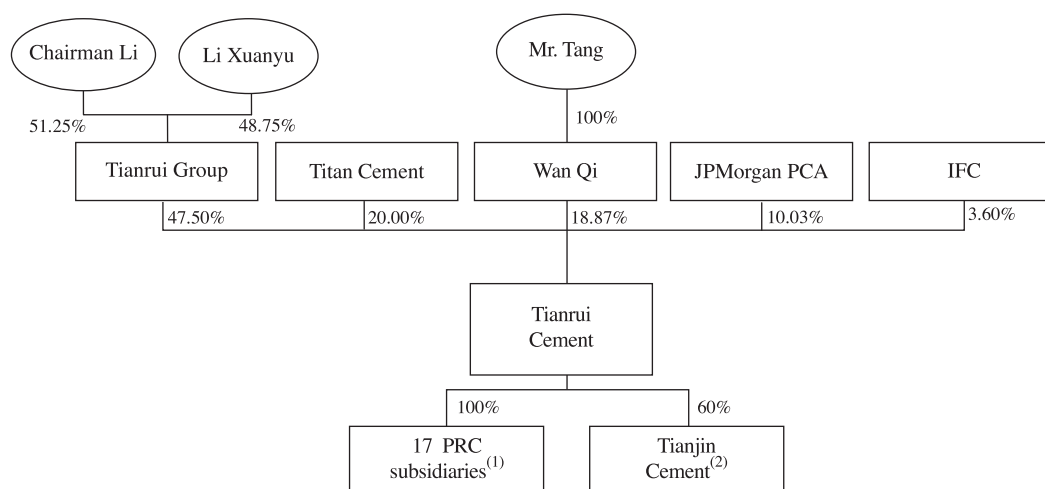 Chairman Li
Li Xuanyu
Mr. Tang
51.25%
48.75%
100%
Tianrui Group
Titan Cement
Wan Qi
JPMorgan PCA
IFC
47.50%
20.00%
18.87%
10.03%
3.60%
Tianrui
Cement
100%
60%
17 PRC
subsidiaries(1)
Tianjin
Cement(2)